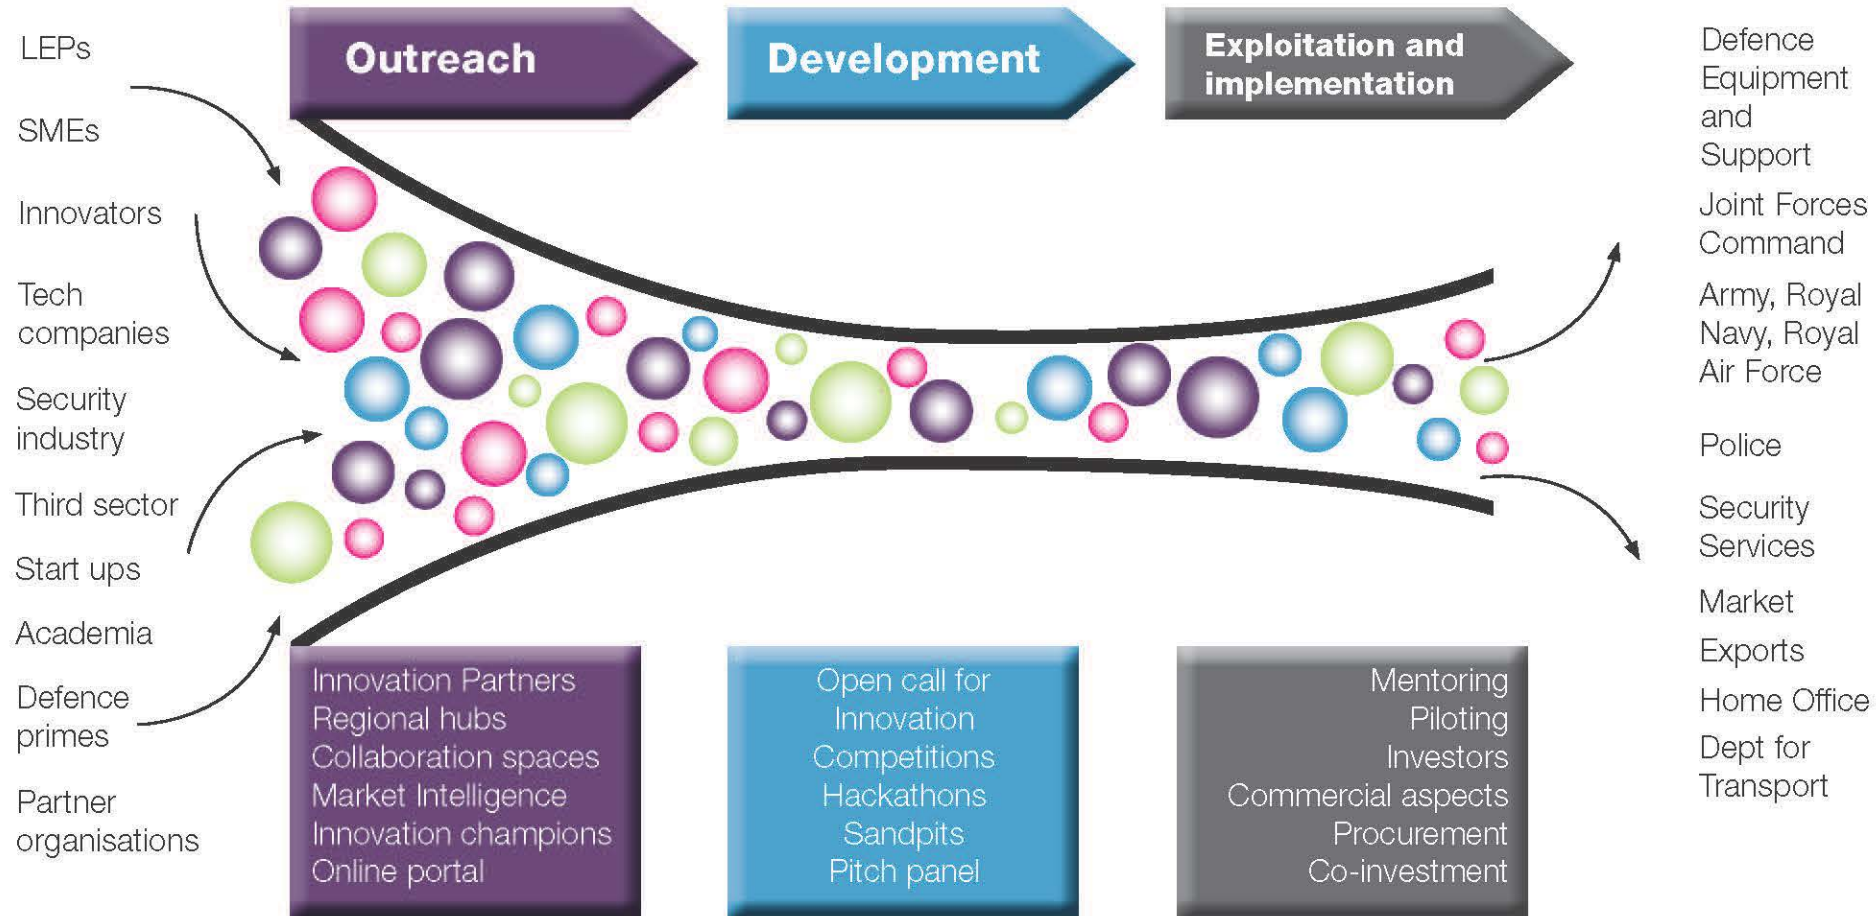 LEPs
SMEs
Innovators
Tech
companies
Security
industry
Third sector
Start ups
Academia
Defence
primes
Partner
organisations
Outreach
Development
Exploitation and
implementation
Innovation Partners
Regional hubs
Collaboration spaces
Market Intelligence
Innovation champions
Online portal
Open call for
Innovation
Competitions
Hackathons
Sandpits
Pitch panel
Mentoring
Piloting
Investors
Commercial aspects
Procurement
Co-investment
Defence
Equipment
and
Support
Joint Forces
Command
Army, Royal
Navy, Royal
Air Force
Police
Security
Services
Market
Exports
Home Office
Dept for
Transport